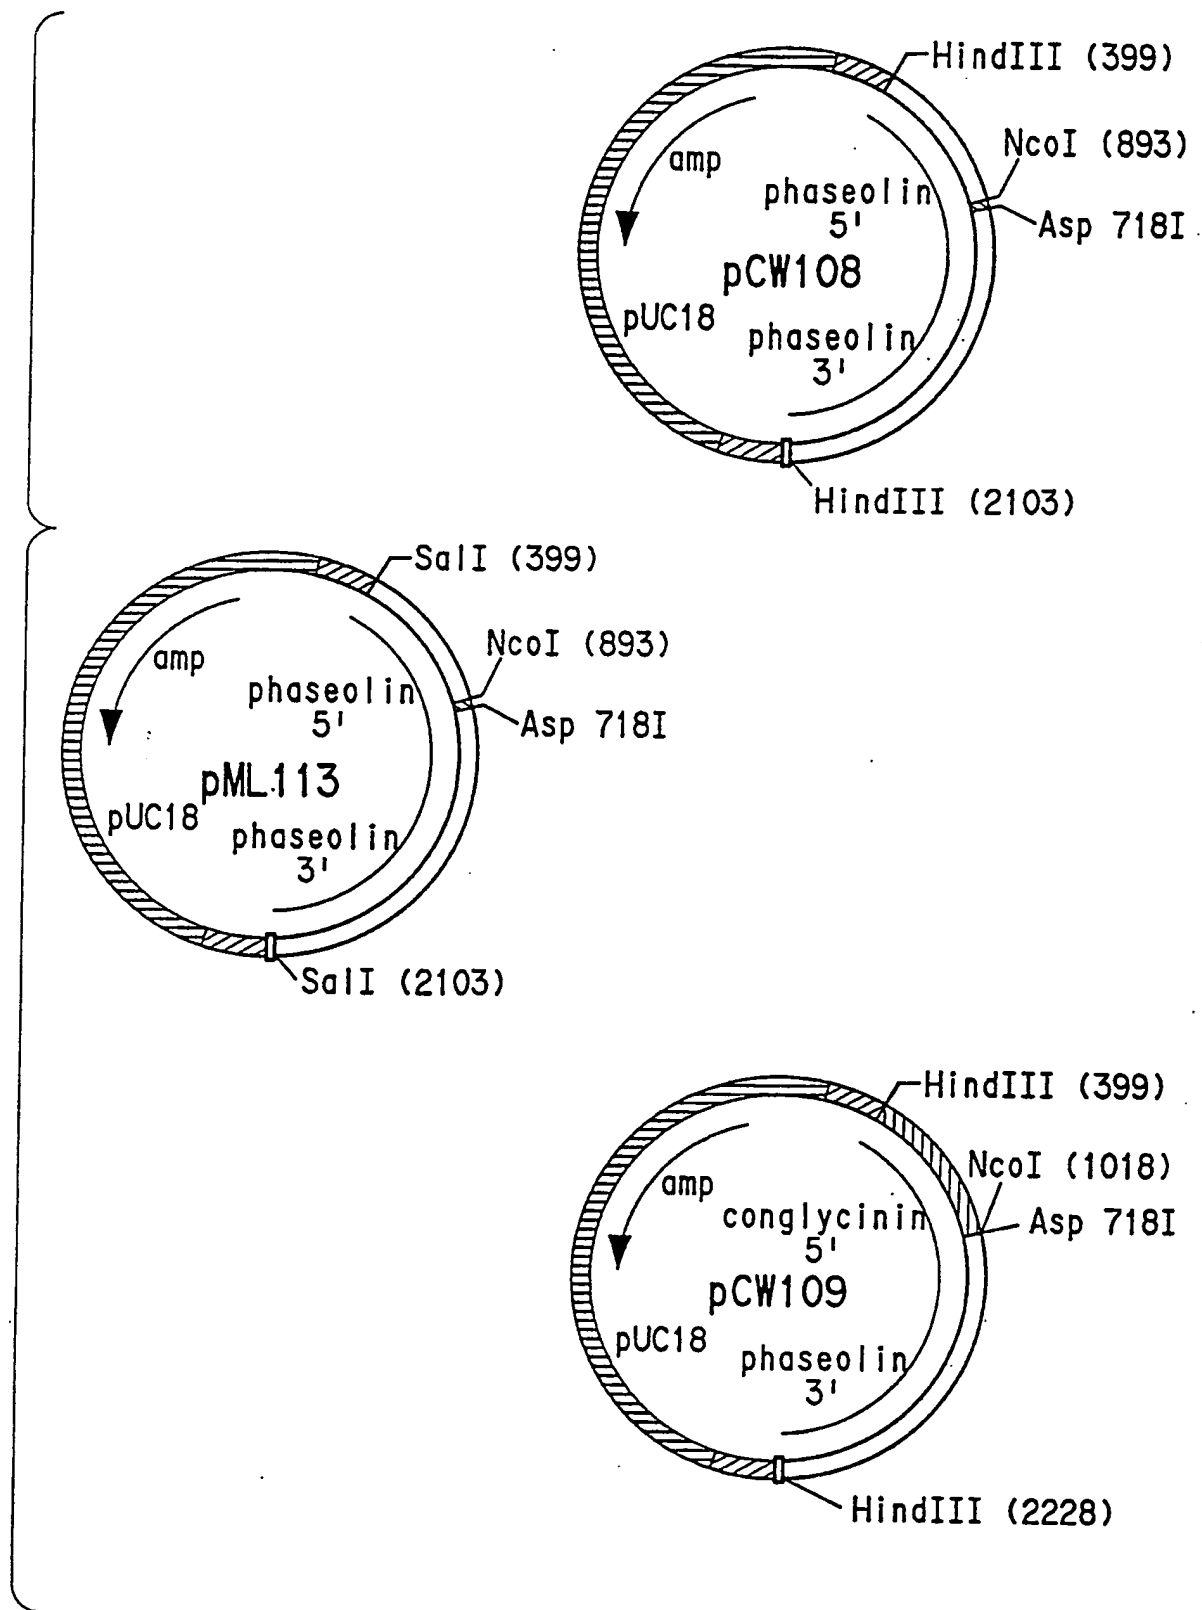 HindIII (399)
NcoI (893)
Asp 718I
amp
phaseolin
5'
pCW108
pUC18
phaseolin
3'
HindIII (2103)
SalI (399)
NcoI (893)
Asp 718I
amp
phaseolin
5'
pML113
pUC18
phaseolin
3'
SalI (2103)
HindIII (399)
NcoI (1018)
Asp 718I
amp
conglycinin
5'
pCW109
pUC18
phaseolin
3'
HindIII (2228)